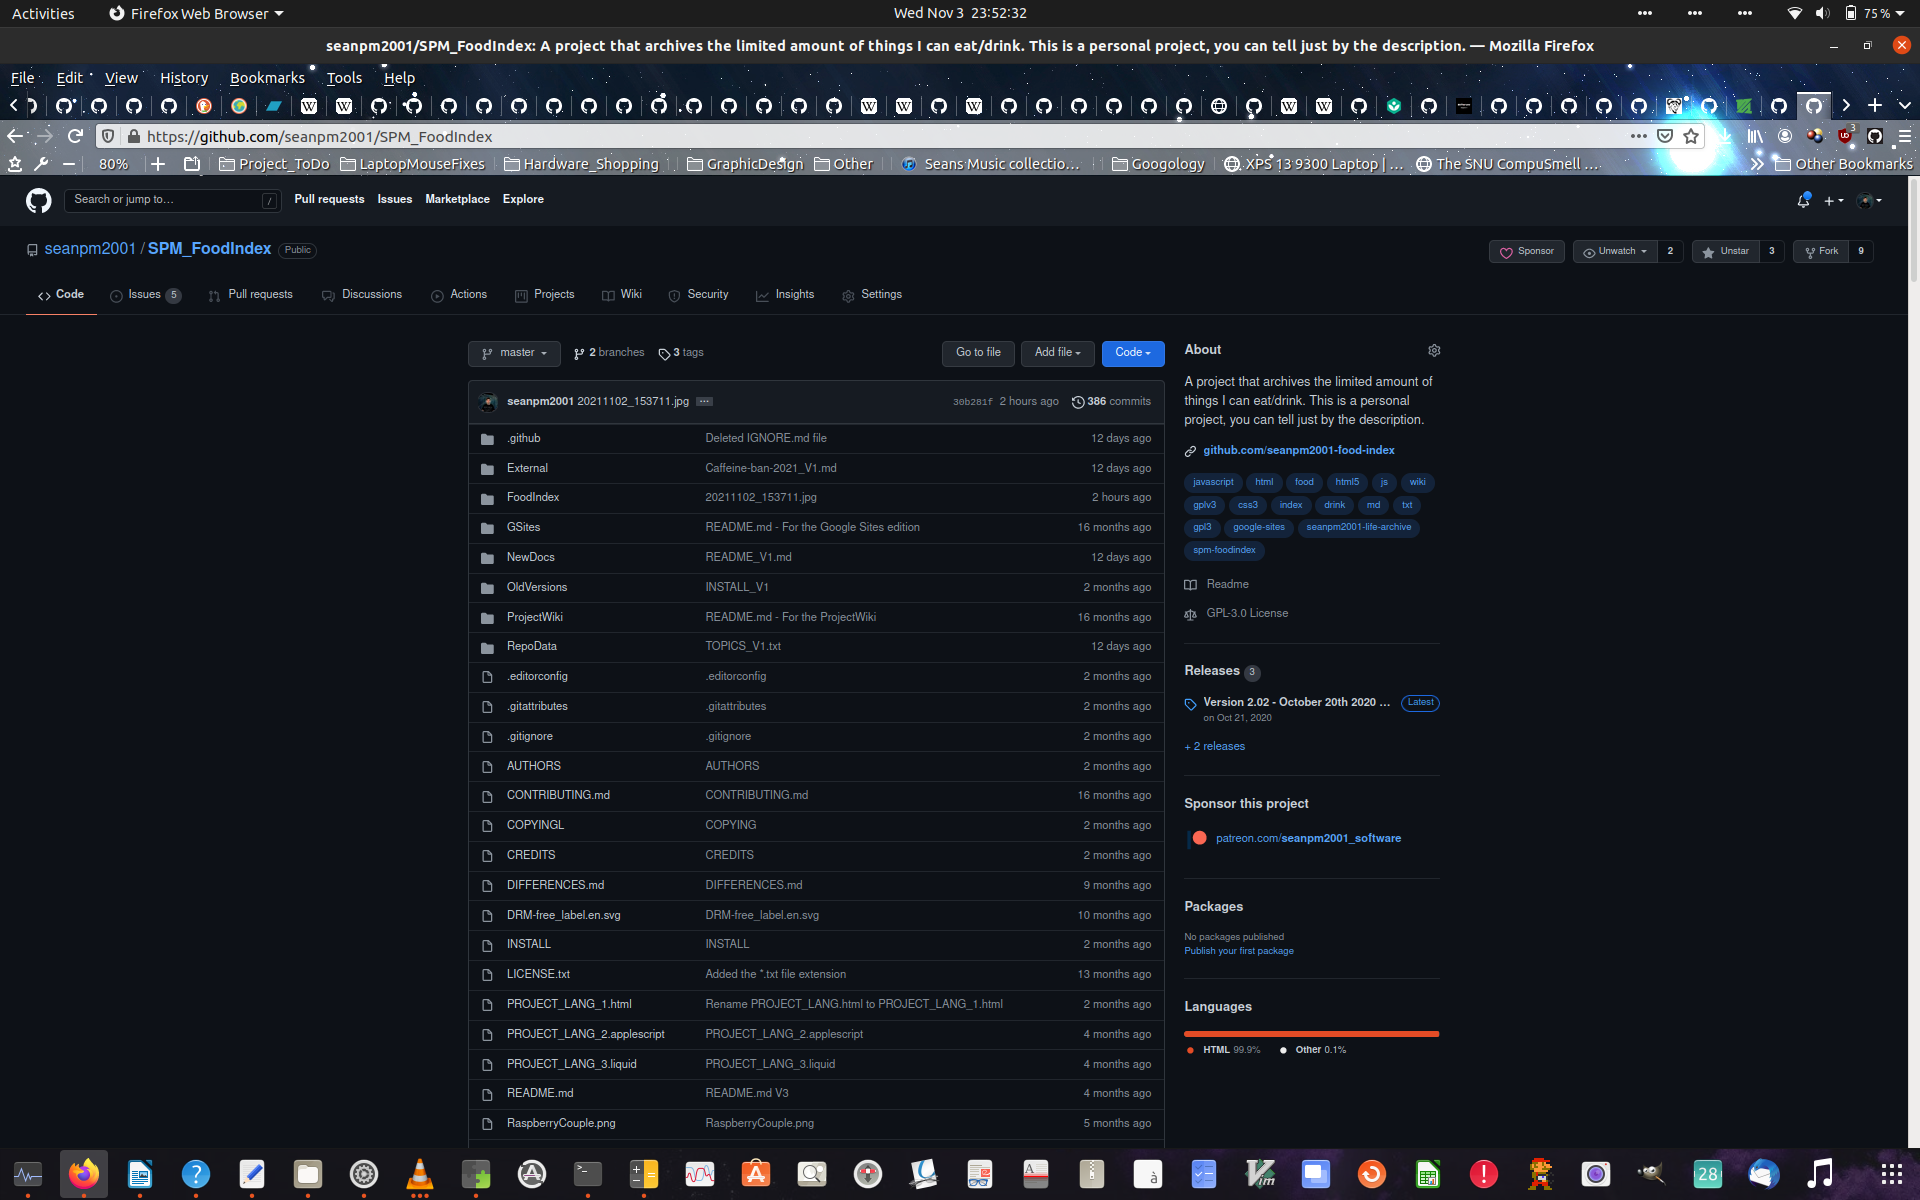 Activities Firefox Web Browser Wed Nov 3 23:52:32 75 %
seanpm2001/SPM_FoodIndex: A project that archives the limited amount of things I can eat/drink. This is a personal project, you can tell just by the description. — Mozilla Firefox
File Edit View History Bookmarks Tools Help
https://github.com/seanpm2001/SPM_FoodIndex 3
80% Project_ToDo LaptopMouseFixes Hardware_Shopping GraphicDesign Other Seans Music collectio… Googology XPS 13 9300 Laptop | … The SNU CompuSmell … Other Bookmarks
Search or jump to… / Pull requests Issues Marketplace Explore
seanpm2001 / SPM_FoodIndex Public Sponsor Unwatch 2 Unstar 3 Fork 9
Code Issues 5 Pull requests Discussions Actions Projects Wiki Security Insights Settings
master 2 branches 3 tags Go to file Add file Code
seanpm2001 20211102_153711.jpg ... 30b281f 2 hours ago 386 commits
.github Deleted IGNORE.md file 12 days ago
External Caffeine-ban-2021_V1.md 12 days ago
FoodIndex 20211102_153711.jpg 2 hours ago
GSites README.md - For the Google Sites edition 16 months ago
NewDocs README_V1.md 12 days ago
OldVersions INSTALL_V1 2 months ago
ProjectWiki README.md - For the ProjectWiki 16 months ago
RepoData TOPICS_V1.txt 12 days ago
.editorconfig .editorconfig 2 months ago
.gitattributes .gitattributes 2 months ago
.gitignore .gitignore 2 months ago
AUTHORS AUTHORS 2 months ago
CONTRIBUTING.md CONTRIBUTING.md 16 months ago
COPYINGL COPYING 2 months ago
CREDITS CREDITS 2 months ago
DIFFERENCES.md DIFFERENCES.md 9 months ago
DRM-free_label.en.svg DRM-free_label.en.svg 10 months ago
INSTALL INSTALL 2 months ago
LICENSE.txt Added the *.txt file extension 13 months ago
PROJECT_LANG_1.html Rename PROJECT_LANG.html to PROJECT_LANG_1.html 2 months ago
PROJECT_LANG_2.applescript PROJECT_LANG_2.applescript 4 months ago
PROJECT_LANG_3.liquid PROJECT_LANG_3.liquid 4 months ago
README.md README.md V3 4 months ago
RaspberryCouple.png RaspberryCouple.png 5 months ago
About
A project that archives the limited amount of
things I can eat/drink. This is a personal
project, you can tell just by the description.
github.com/seanpm2001-food-index
javascript html food html5 js wiki
gplv3 css3 index drink md txt
gpl3 google-sites seanpm2001-life-archive
spm-foodindex
Readme
GPL-3.0 License
Releases 3
Version 2.02 - October 20th 2020 ... Latest
on Oct 21, 2020
+ 2 releases
Sponsor this project
patreon.com/seanpm2001_software
Packages
No packages published
Publish your first package
Languages
HTML 99.9% Other 0.1%
28